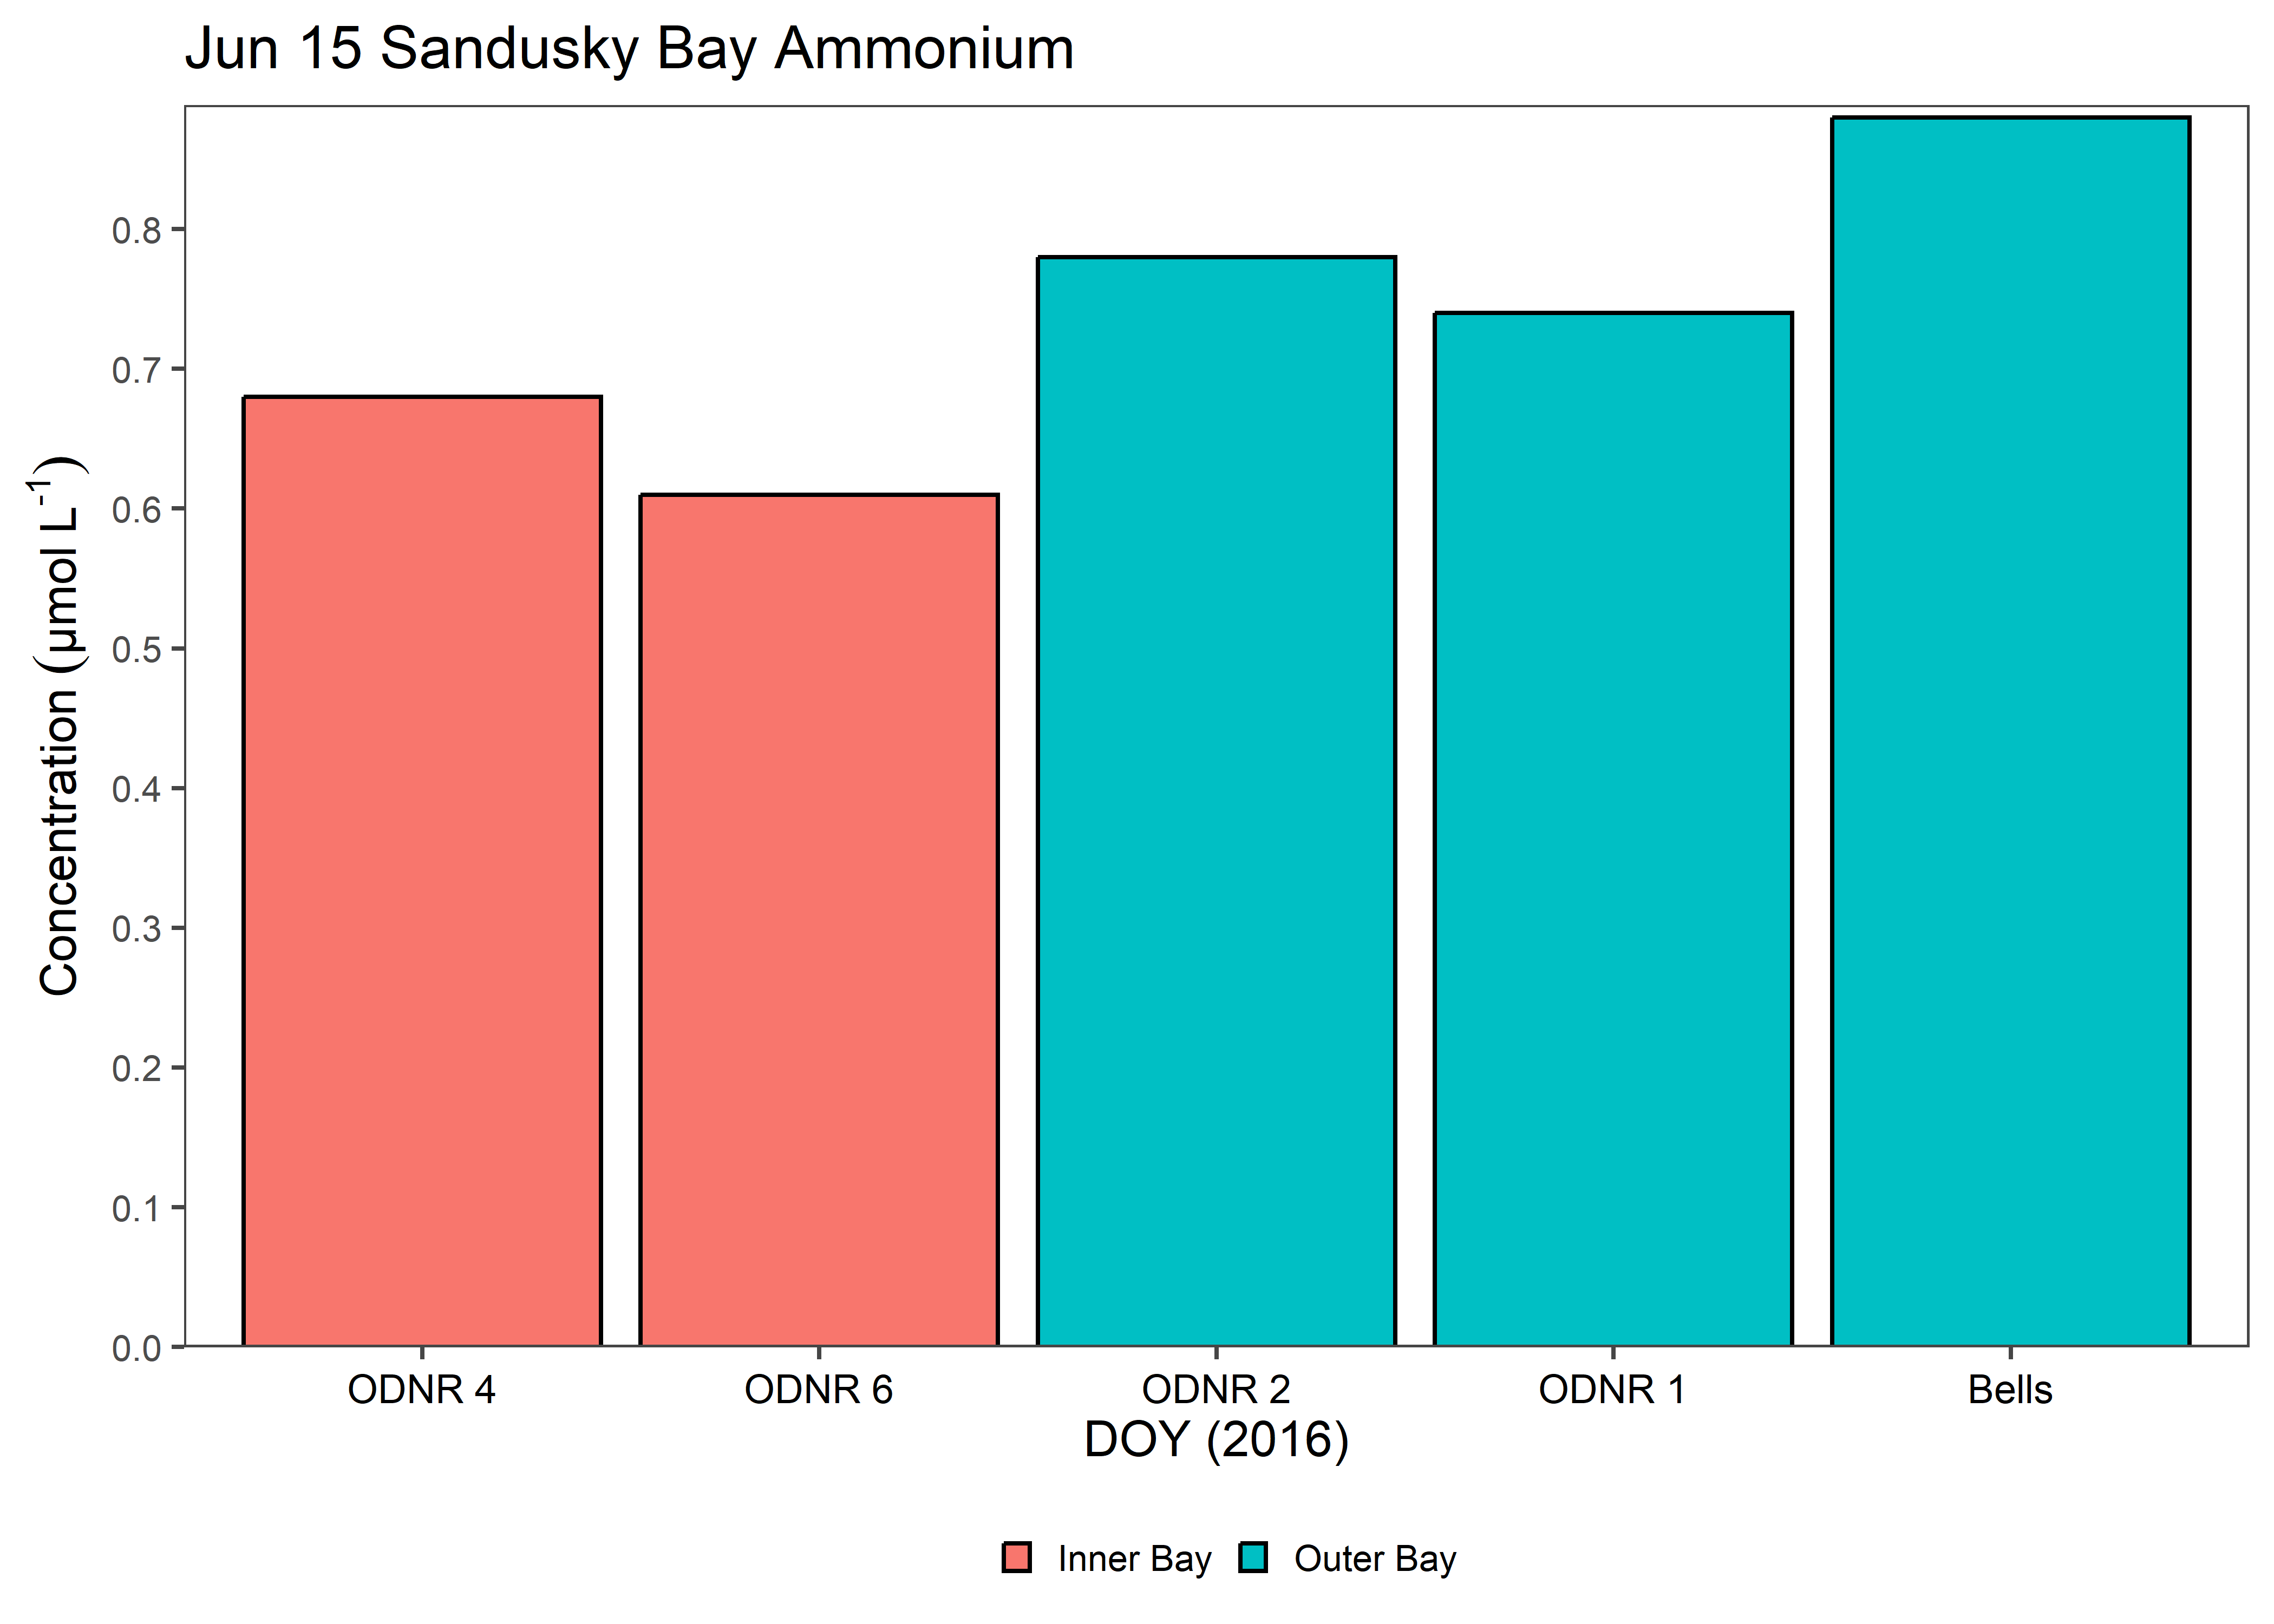 Jun 15 Sandusky Bay Ammonium
Concentration (µmol L⁻¹)
0.8
0.7
0.6
0.5
0.4
0.3
0.2
0.1
0.0
ODNR 4 ODNR 6 ODNR 2 ODNR 1 Bells
DOY (2016)
Inner Bay Outer Bay